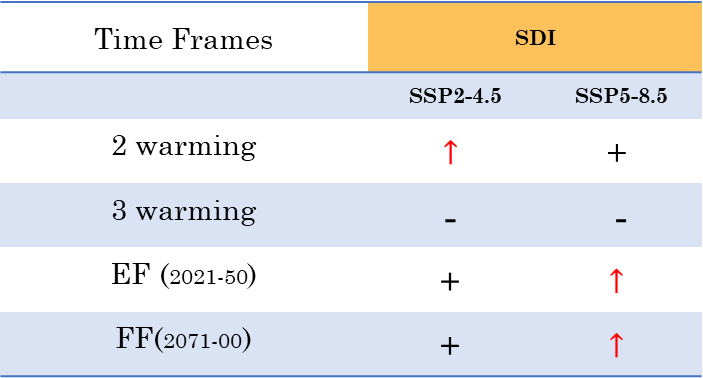 Time Frames SDI
SSP2-4.5 SSP5-8.5
2 warming ↑ +
3 warming - -
EF (2021-50) + ↑
FF(2071-00) + ↑